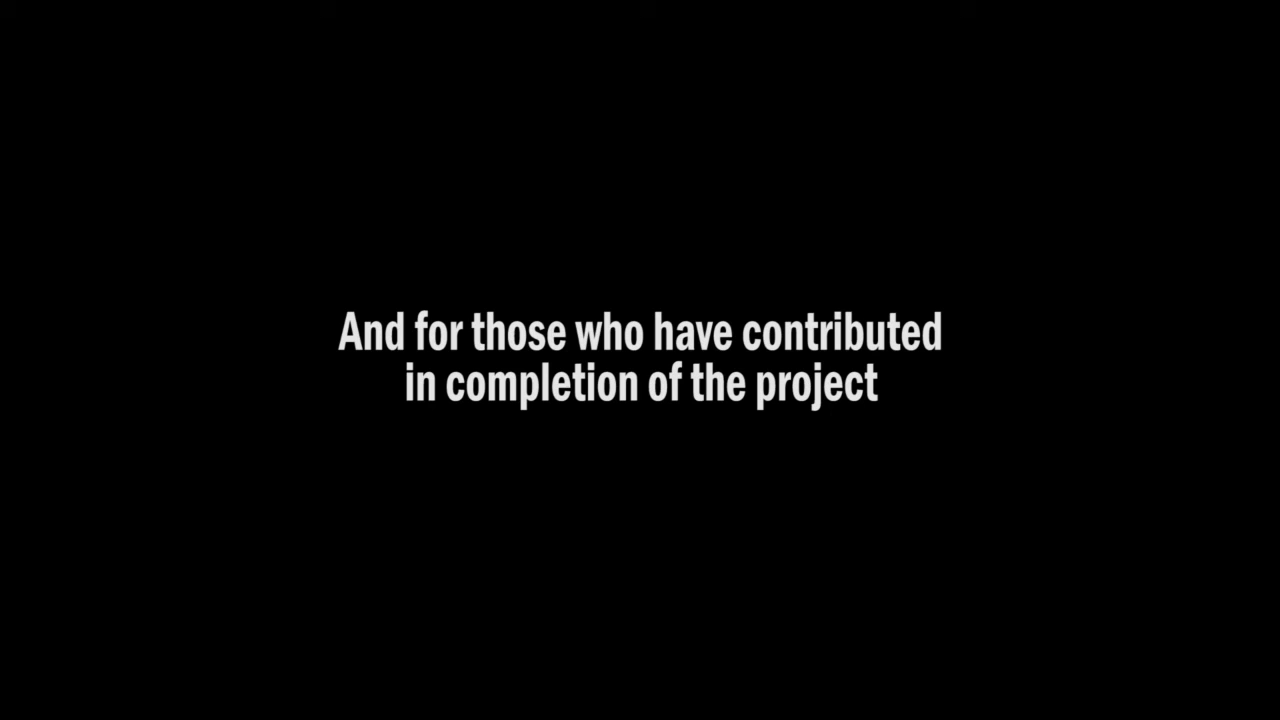 And for those who have contributed
in completion of the project